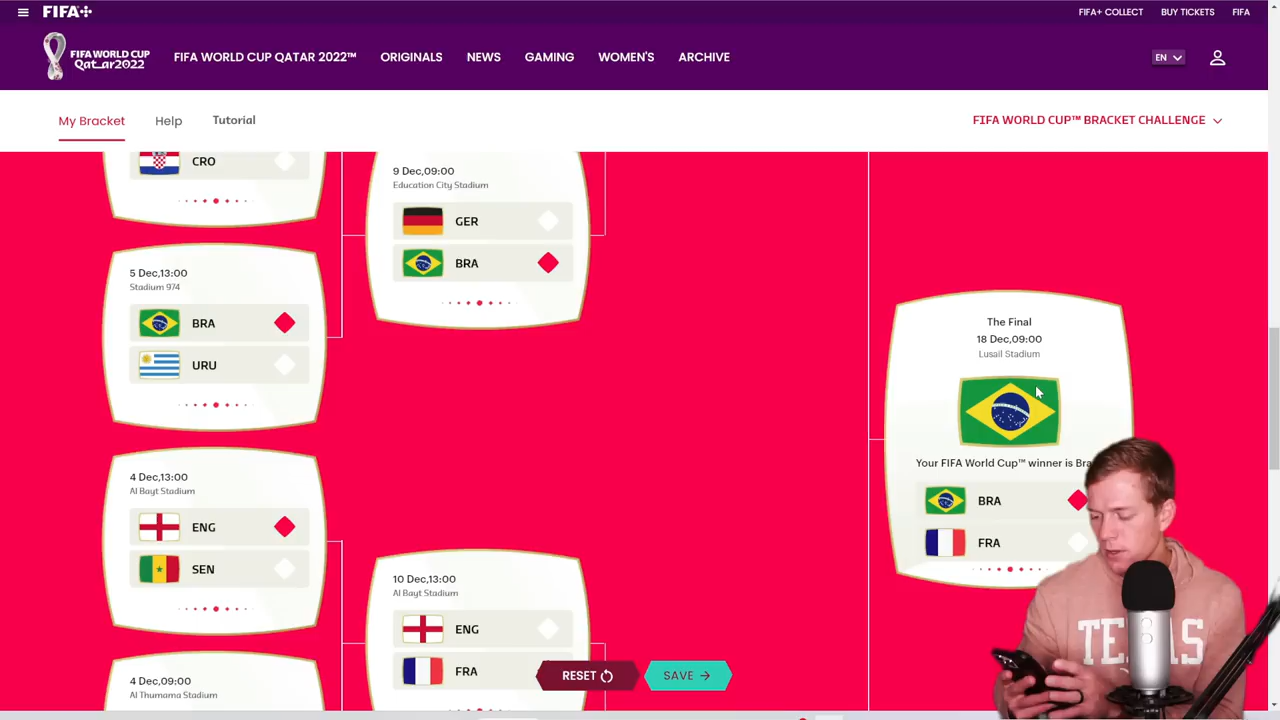 FIFA+
FIFA+ COLLECT
BUY TICKETS
FIFA
FIFA WORLD CUP
Qatar2022
FIFA WORLD CUP QATAR 2022™
ORIGINALS
NEWS
GAMING
WOMEN'S
ARCHIVE
EN
My Bracket
Help
Tutorial
FIFA WORLD CUP™ BRACKET CHALLENGE
CRO
5 Dec,13:00
Stadium 974
BRA
URU
4 Dec,13:00
Al Bayt Stadium
ENG
SEN
4 Dec,09:00
Al Thumama Stadium
9 Dec,09:00
Education City Stadium
GER
BRA
10 Dec,13:00
Al Bayt Stadium
ENG
FRA
The Final
18 Dec,09:00
Lusail Stadium
Your FIFA World Cup™ winner is Bra
BRA
FRA
RESET
SAVE